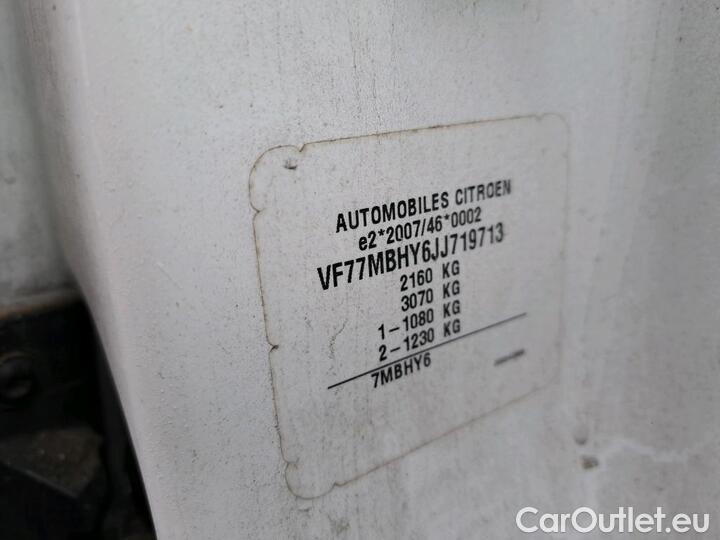 AUTOMOBILES CITROEN
e2*2007/46*0002
VF77MBHY6JJ719713
2160 KG
3070 KG
1-1080 KG
2-1230 KG
7MBHY6
CarOutlet.eu